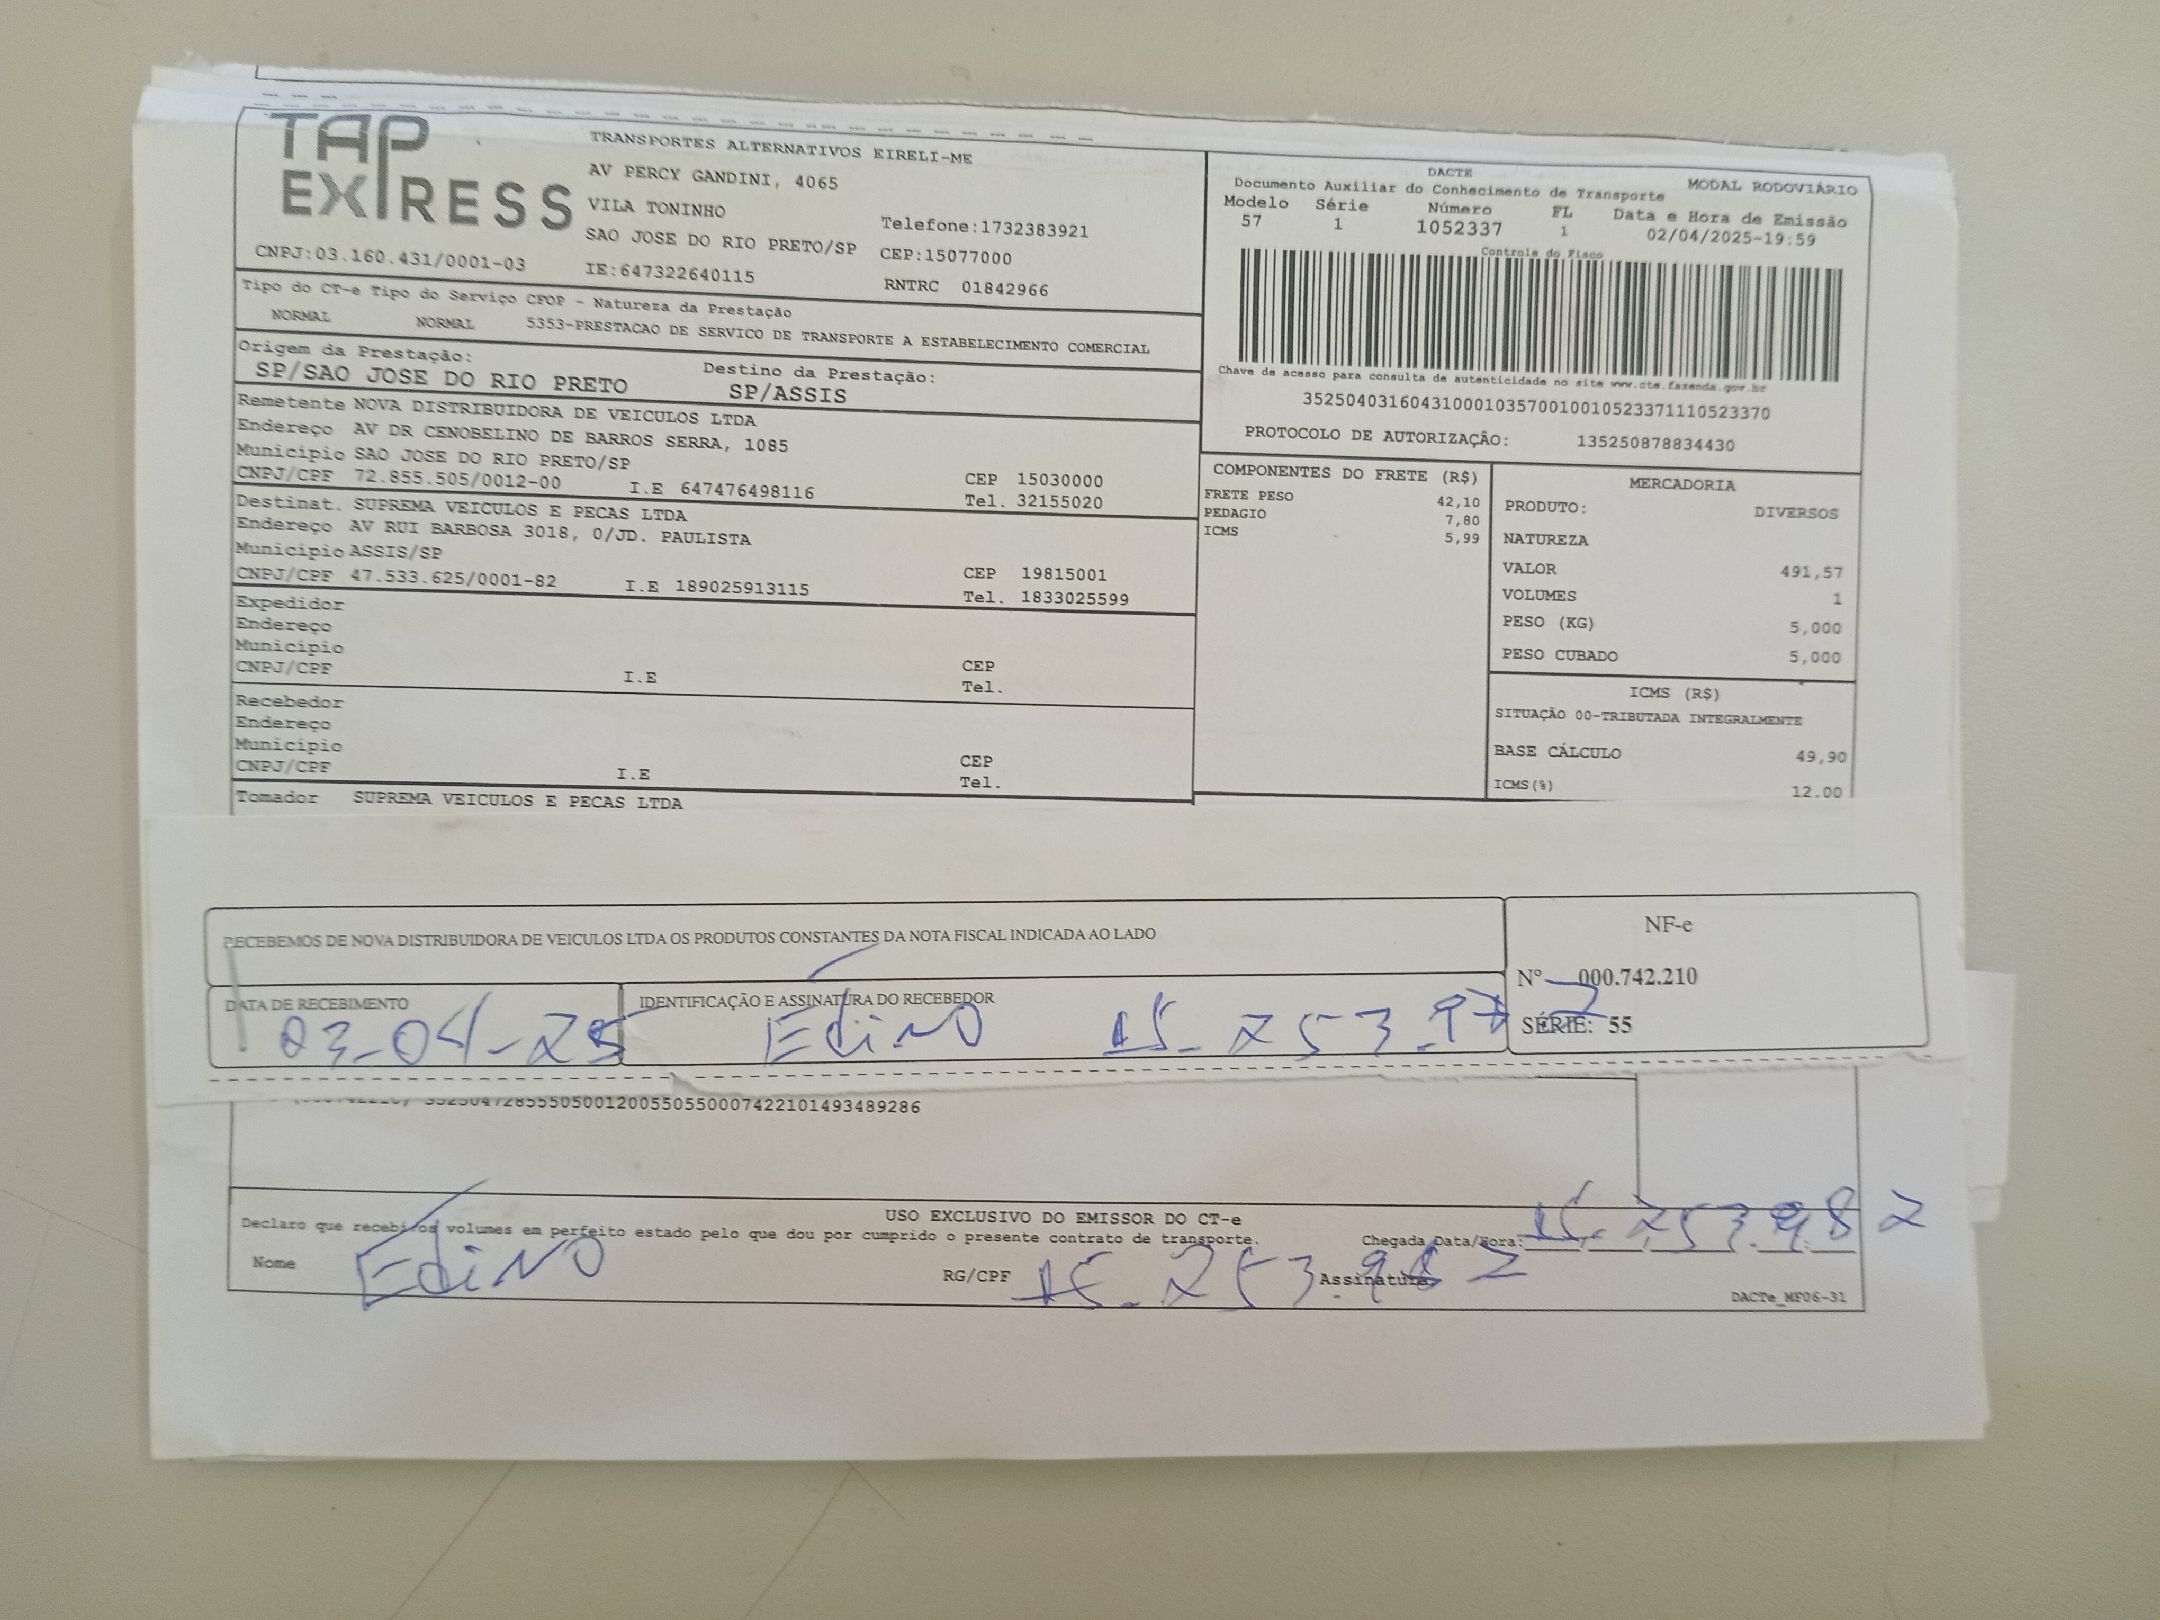 TAP EXPRESS
TRANSPORTES ALTERNATIVOS EIRELI-ME
AV PERCY GANDINI, 4065
VILA TONINHO
Telefone:1732383921
SAO JOSE DO RIO PRETO/SP CEP:15077000
CNPJ:03.160.431/0001-03 IE:647322640115 RNTRC 01842966
DACTE MODAL RODOVIÁRIO
Documento Auxiliar do Conhecimento de Transporte
Modelo Série Número FL Data e Hora de Emissão
57 1 1052337 1 02/04/2025-19:59
Controle do Fisco
Chave de acesso para consulta de autenticidade no site www.cte.fazenda.gov.br
35250403160431000103570010010523371110523370
PROTOCOLO DE AUTORIZAÇÃO: 135250878834430
Tipo do CT-e Tipo do Serviço CFOP - Natureza da Prestação
NORMAL NORMAL 5353-PRESTACAO DE SERVICO DE TRANSPORTE A ESTABELECIMENTO COMERCIAL
Origem da Prestação: Destino da Prestação:
SP/SAO JOSE DO RIO PRETO SP/ASSIS
Remetente NOVA DISTRIBUIDORA DE VEICULOS LTDA
Endereço AV DR CENOBELINO DE BARROS SERRA, 1085
Município SAO JOSE DO RIO PRETO/SP CEP 15030000
CNPJ/CPF 72.855.505/0012-00 I.E 647476498116 Tel. 32155020
Destinat. SUPREMA VEICULOS E PECAS LTDA
Endereço AV RUI BARBOSA 3018, 0/JD. PAULISTA
Município ASSIS/SP CEP 19815001
CNPJ/CPF 47.533.625/0001-82 I.E 189025913115 Tel. 1833025599
Expedidor
Endereço
Município CEP
CNPJ/CPF I.E Tel.
Recebedor
Endereço
Município CEP
CNPJ/CPF I.E Tel.
Tomador SUPREMA VEICULOS E PECAS LTDA
COMPONENTES DO FRETE (R$)
FRETE PESO 42,10
PEDAGIO 7,80
ICMS 5,99
MERCADORIA
PRODUTO: DIVERSOS
NATUREZA
VALOR 491,57
VOLUMES 1
PESO (KG) 5,000
PESO CUBADO 5,000
ICMS (R$)
SITUAÇÃO 00-TRIBUTADA INTEGRALMENTE
BASE CÁLCULO 49,90
ICMS(%) 12.00
RECEBEMOS DE NOVA DISTRIBUIDORA DE VEICULOS LTDA OS PRODUTOS CONSTANTES DA NOTA FISCAL INDICADA AO LADO
NF-e
Nº 000.742.210
SÉRIE: 55
DATA DE RECEBIMENTO IDENTIFICAÇÃO E ASSINATURA DO RECEBEDOR
03-04-25 Edino
USO EXCLUSIVO DO EMISSOR DO CT-e
Declaro que recebi os volumes em perfeito estado pelo que dou por cumprido o presente contrato de transporte. Chegada Data/Hora: 15.253.982
Nome Edino RG/CPF 15.253.982 Assinatura
DACTe_MF06-31